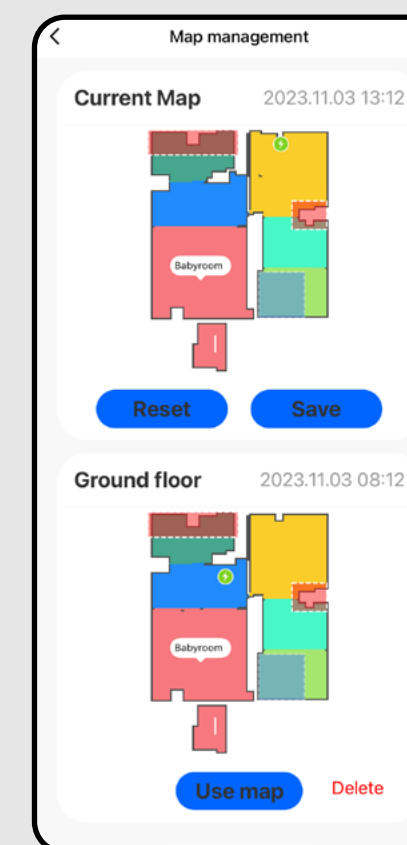 Map management
Current Map 2023.11.03 13:12
Babyroom
Reset Save
Ground floor 2023.11.03 08:12
Babyroom
Use map Delete